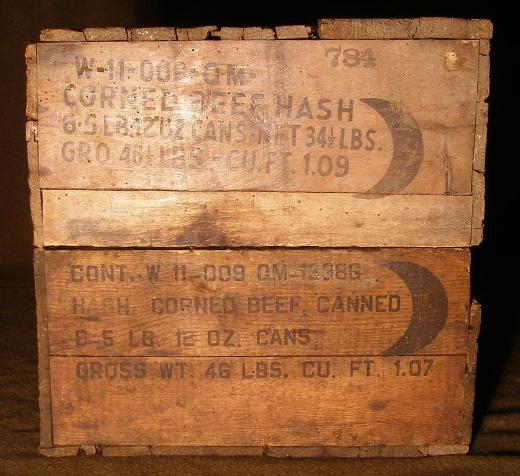 784
W-11-009-QM-
CORNED BEEF HASH
6-5 LB. 12 OZ CANS-NET 34½ LBS.
GRO. 46½ LBS - CU. FT. 1.09
CONT. W 11-009 QM-13386
HASH, CORNED BEEF, CANNED
6-5 LB. 12 OZ. CANS
GROSS WT. 46 LBS. CU. FT. 1.07